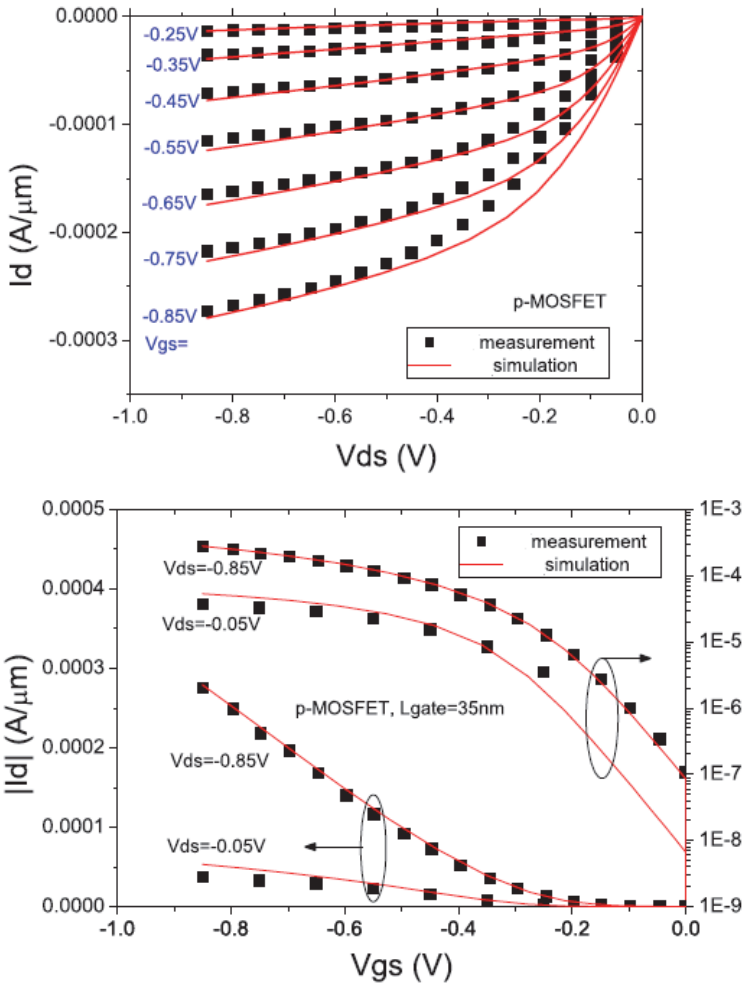 0.0000
-0.25V
-0.35V
-0.45V
-0.0001
-0.55V
-0.65V
-0.0002
-0.75V
-0.85V
p-MOSFET
-0.0003
Vgs=
measurement
simulation
Id (A/μm)
-1.0 -0.8 -0.6 -0.4 -0.2 0.0
Vds (V)
0.0005 1E-3
measurement
simulation
Vds=-0.85V
0.0004 1E-4
Vds=-0.05V
1E-5
0.0003
p-MOSFET, Lgate=35nm
1E-6
0.0002
Vds=-0.85V
1E-7
0.0001
Vds=-0.05V
1E-8
0.0000 1E-9
|Id| (A/μm)
-1.0 -0.8 -0.6 -0.4 -0.2 0.0
Vgs (V)